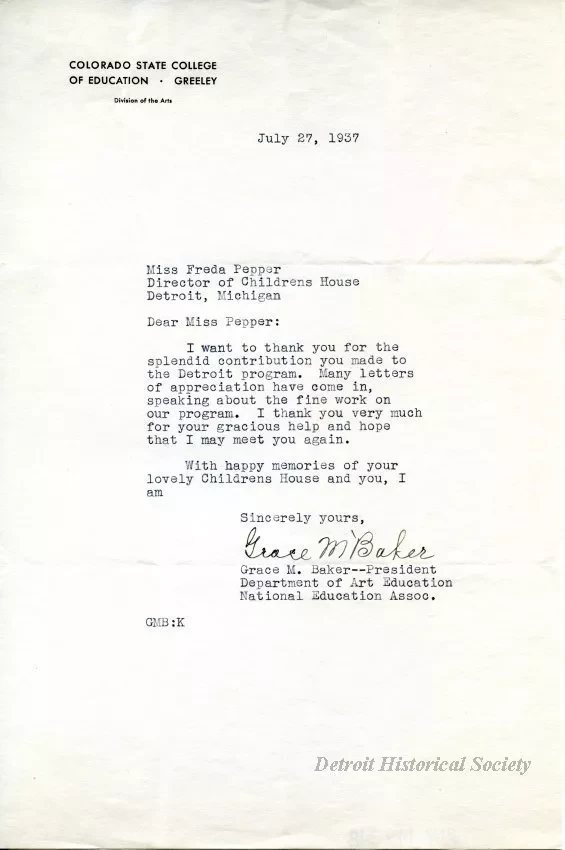 COLORADO STATE COLLEGE
OF EDUCATION · GREELEY
Division of the Arts
July 27, 1937
Miss Freda Pepper
Director of Childrens House
Detroit, Michigan
Dear Miss Pepper:
I want to thank you for the
splendid contribution you made to
the Detroit program. Many letters
of appreciation have come in,
speaking about the fine work on
our program. I thank you very much
for your gracious help and hope
that I may meet you again.
With happy memories of your
lovely Childrens House and you, I
am
Sincerely yours,
Grace M Baker
Grace M. Baker--President
Department of Art Education
National Education Assoc.
GMB:K
Detroit Historical Society